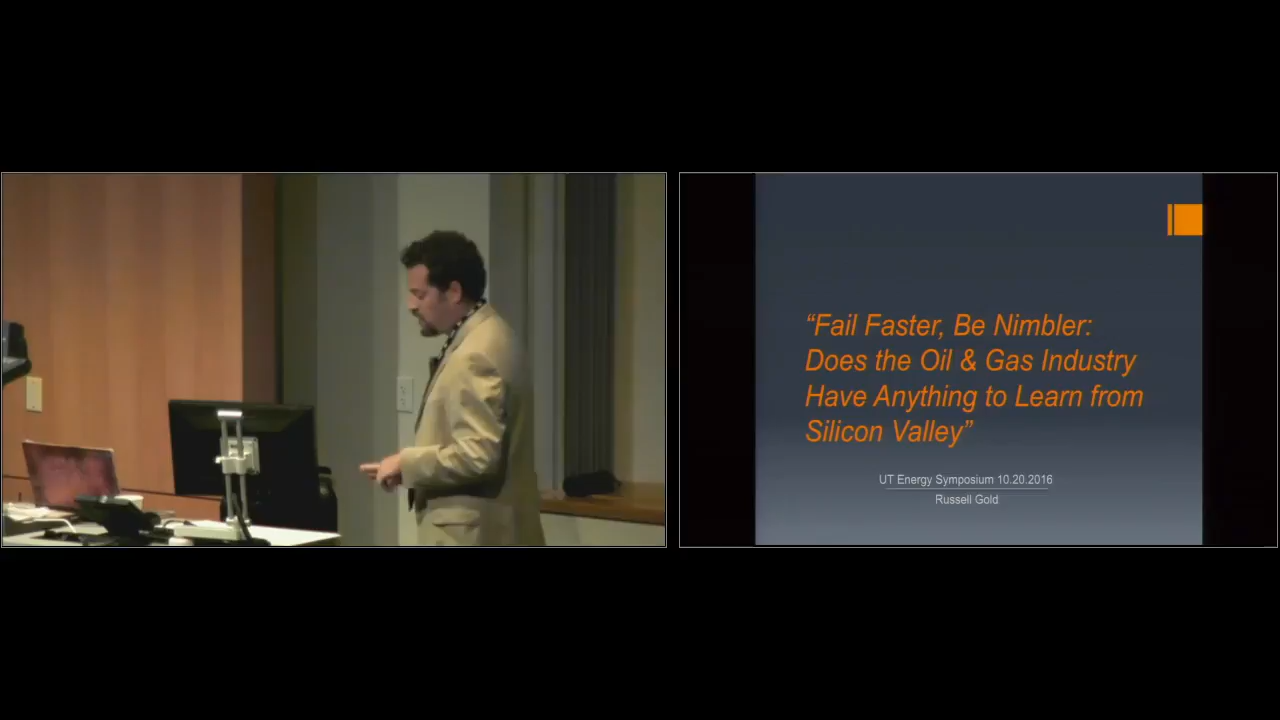 “Fail Faster, Be Nimbler:
Does the Oil & Gas Industry
Have Anything to Learn from
Silicon Valley”
UT Energy Symposium 10.20.2016
Russell Gold